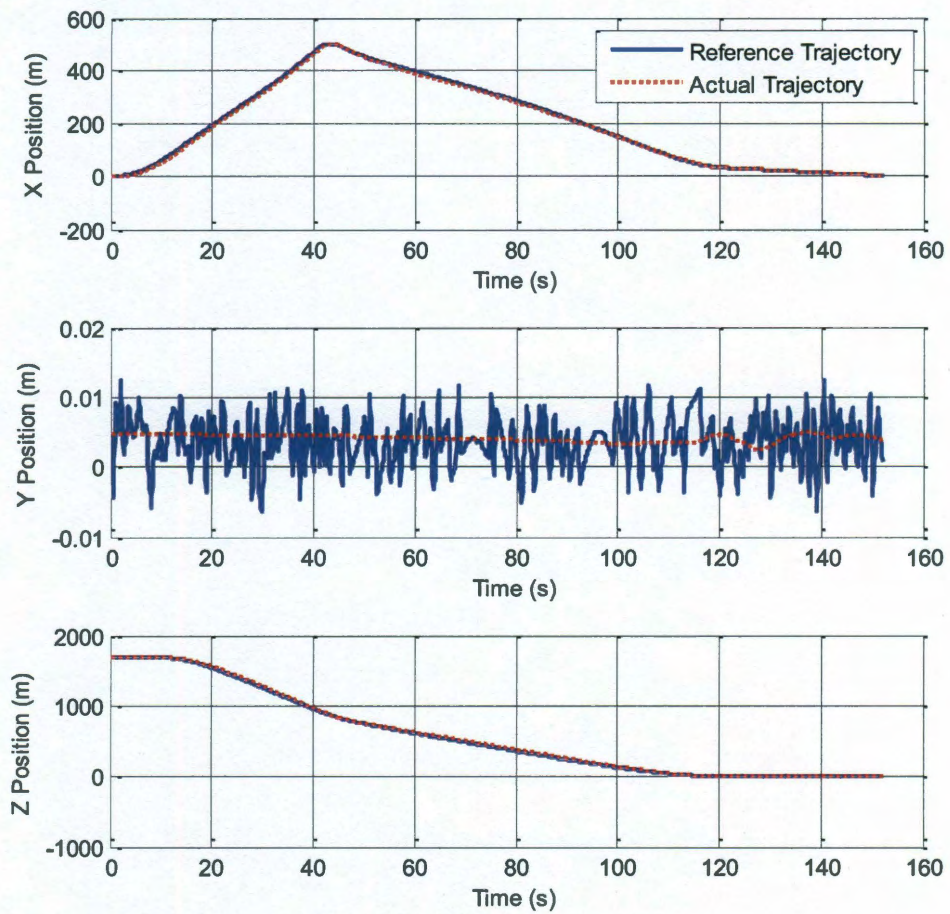 600
400
200
0
-200
X Position (m)
Reference Trajectory
Actual Trajectory
0 20 40 60 80 100 120 140 160
Time (s)
0.02
0.01
0
-0.01
Y Position (m)
0 20 40 60 80 100 120 140 160
Time (s)
2000
1000
0
-1000
Z Position (m)
0 20 40 60 80 100 120 140 160
Time (s)